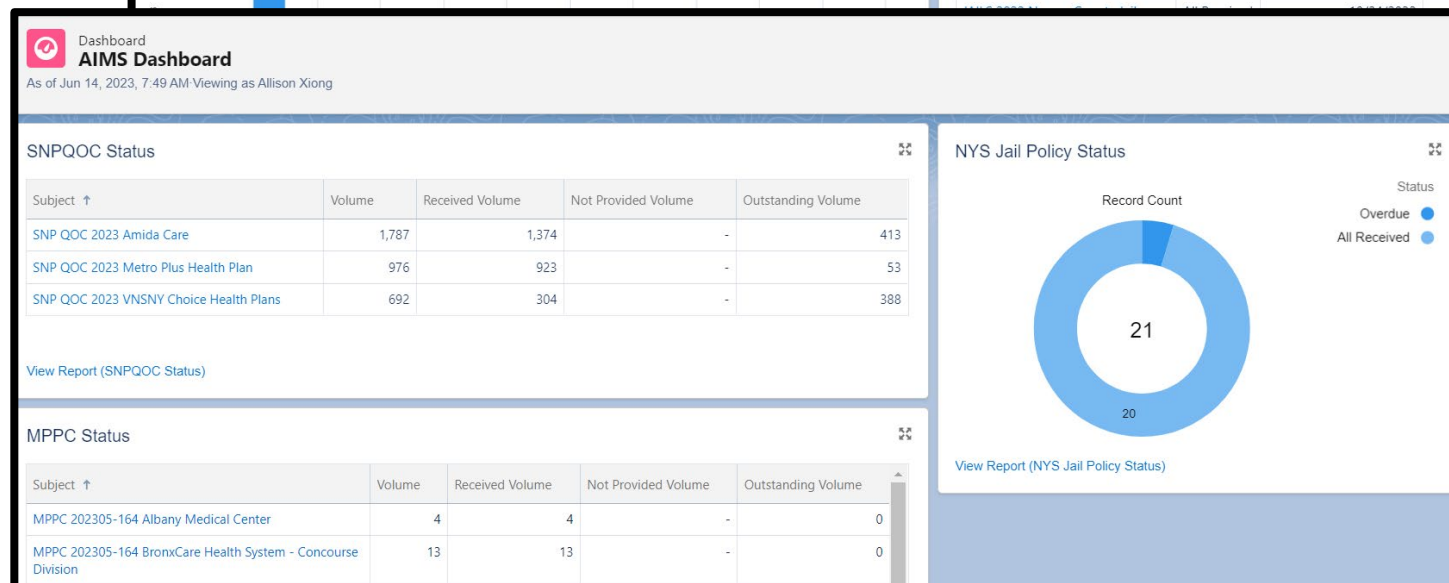 Dashboard
AIMS Dashboard
As of Jun 14, 2023, 7:49 AM·Viewing as Allison Xiong
SNPQOC Status
Subject ↑ Volume Received Volume Not Provided Volume Outstanding Volume
SNP QOC 2023 Amida Care 1,787 1,374 - 413
SNP QOC 2023 Metro Plus Health Plan 976 923 - 53
SNP QOC 2023 VNSNY Choice Health Plans 692 304 - 388
View Report (SNPQOC Status)
MPPC Status
Subject ↑ Volume Received Volume Not Provided Volume Outstanding Volume
MPPC 202305-164 Albany Medical Center 4 4 - 0
MPPC 202305-164 BronxCare Health System - Concourse 13 13 - 0
Division
NYS Jail Policy Status
Record Count
Status
Overdue
All Received
21
20
View Report (NYS Jail Policy Status)